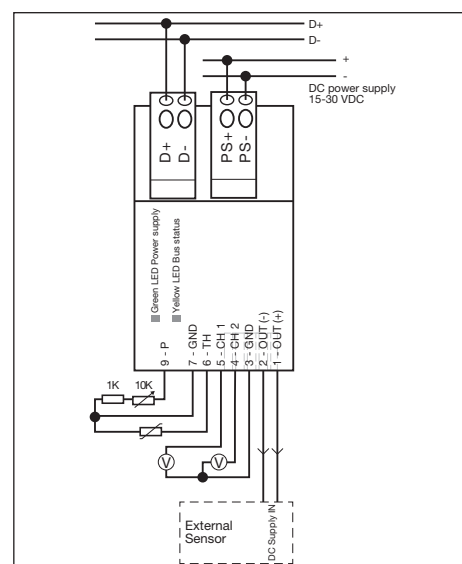 D+
D-
+
-
DC power supply
15-30 VDC
D+
D-
PS+
PS-
Green LED Power supply
Yellow LED Bus status
9 - P
7 - GND
6 - TH
5 - CH 1
4 - CH 2
3 - GND
2 - OUT (-)
1 - OUT (+)
1K
10K
V
V
External
Sensor
DC Supply IN